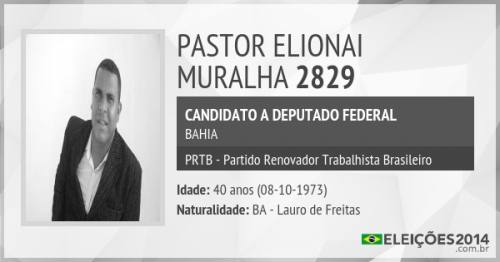 PASTOR ELIONAI
MURALHA 2829
CANDIDATO A DEPUTADO FEDERAL
BAHIA
PRTB - Partido Renovador Trabalhista Brasileiro
Idade: 40 anos (08-10-1973)
Naturalidade: BA - Lauro de Freitas
ELEIÇÕES2014
.com.br